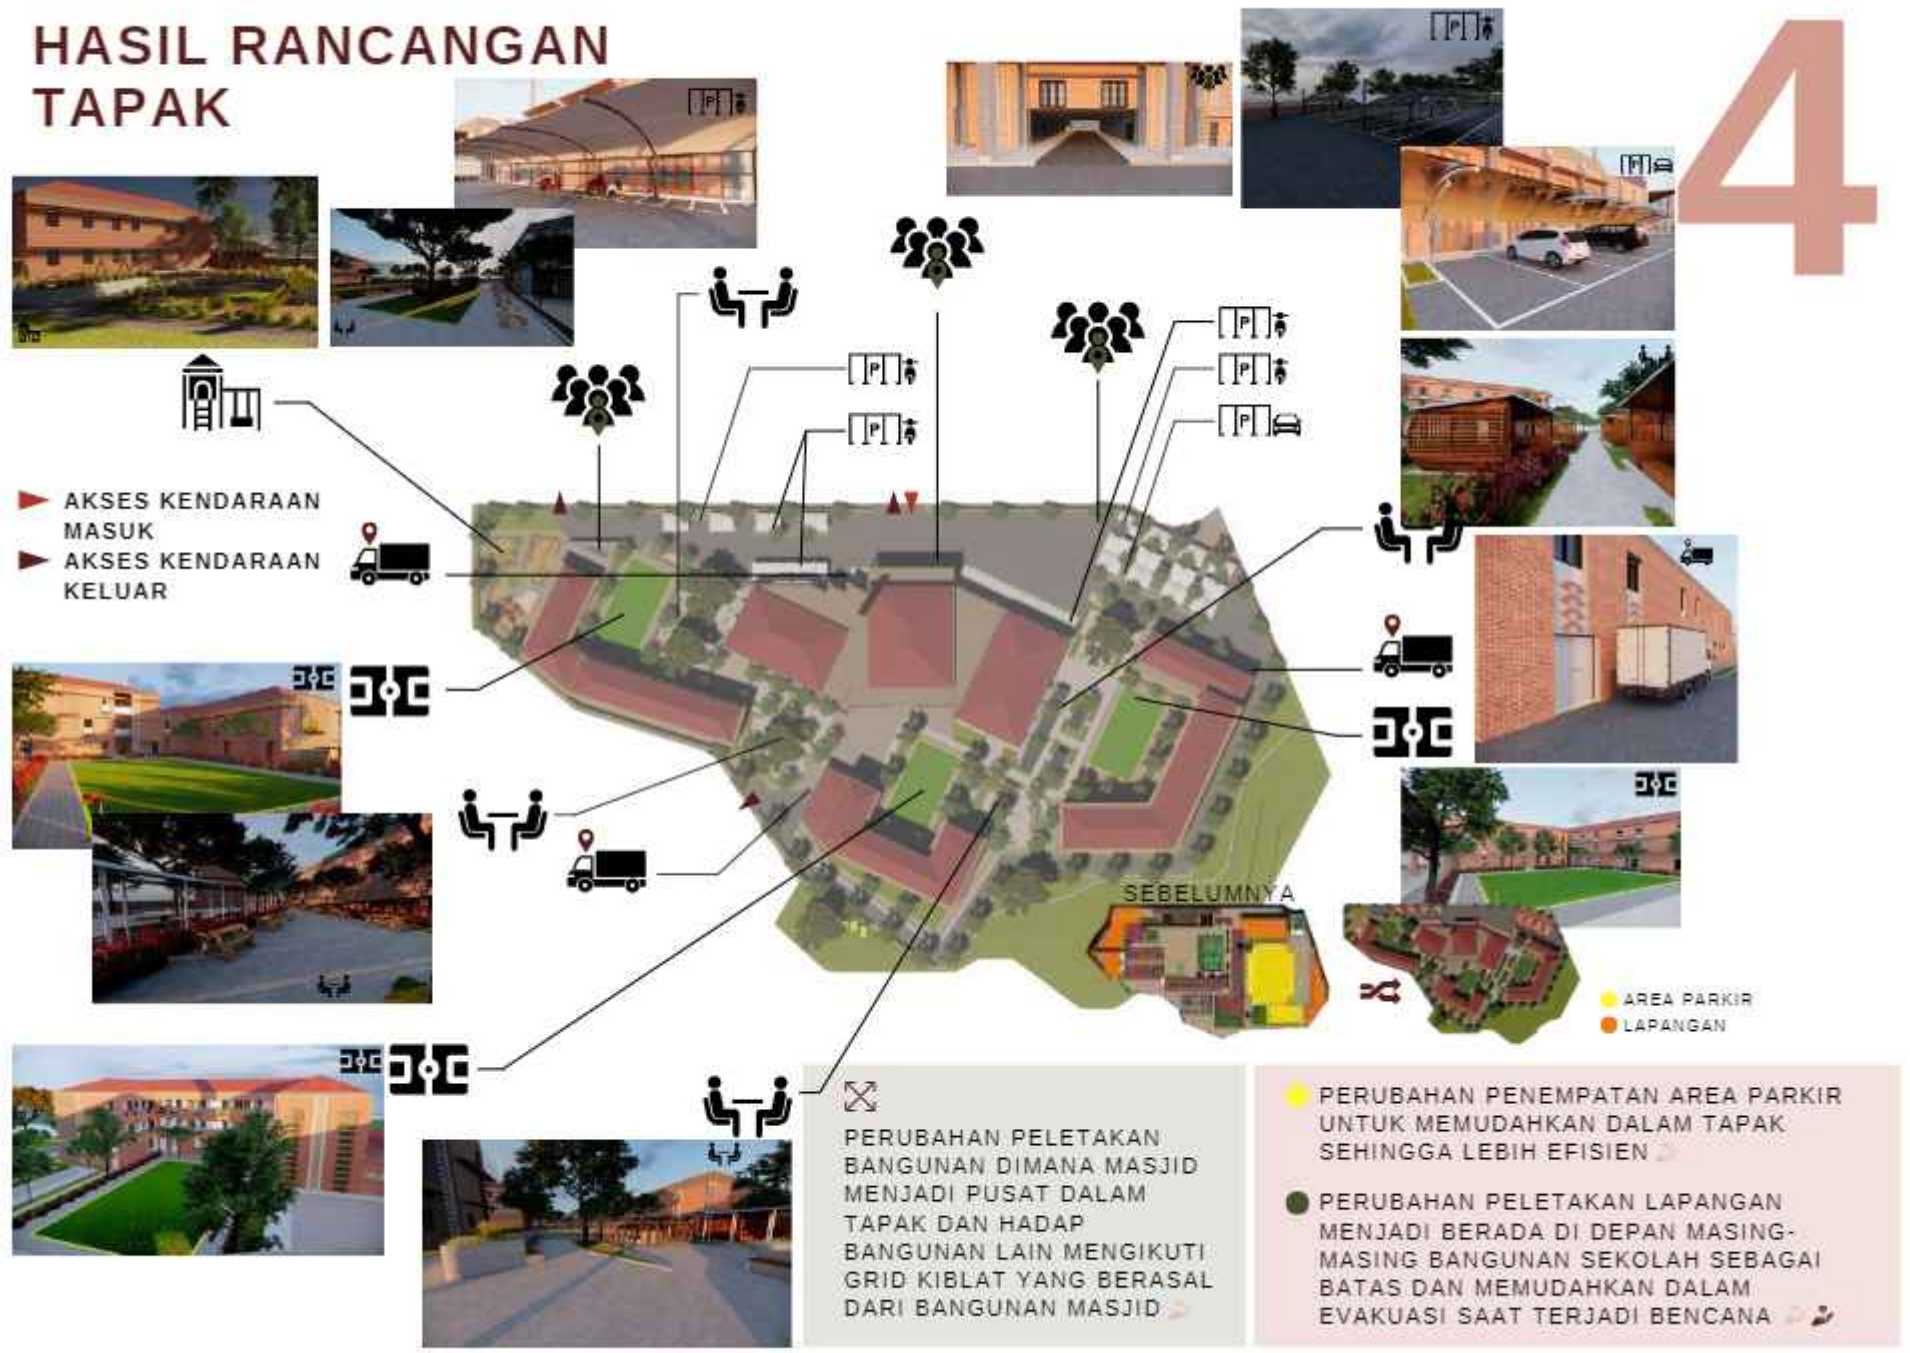 HASIL RANCANGAN
TAPAK
4
AKSES KENDARAAN
MASUK
AKSES KENDARAAN
KELUAR
P
P
P
P
P
P
P
P
SEBELUMNYA
AREA PARKIR
LAPANGAN
PERUBAHAN PELETAKAN
BANGUNAN DIMANA MASJID
MENJADI PUSAT DALAM
TAPAK DAN HADAP
BANGUNAN LAIN MENGIKUTI
GRID KIBLAT YANG BERASAL
DARI BANGUNAN MASJID
PERUBAHAN PENEMPATAN AREA PARKIR
UNTUK MEMUDAHKAN DALAM TAPAK
SEHINGGA LEBIH EFISIEN
PERUBAHAN PELETAKAN LAPANGAN
MENJADI BERADA DI DEPAN MASING-
MASING BANGUNAN SEKOLAH SEBAGAI
BATAS DAN MEMUDAHKAN DALAM
EVAKUASI SAAT TERJADI BENCANA